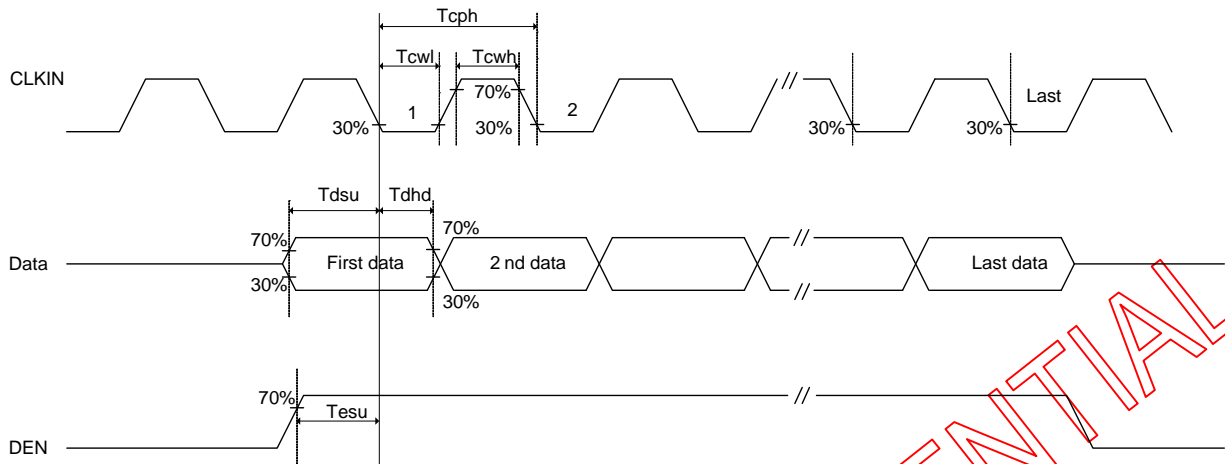 Tcph
Tcwl Tcwh
CLKIN
70%
1 2 Last
30% 30% 30% 30%
//
Tdsu Tdhd
70% 70%
//
Data First data 2 nd data Last data
30% 30%
//
70%
//
Tesu
DEN
ENTIAL